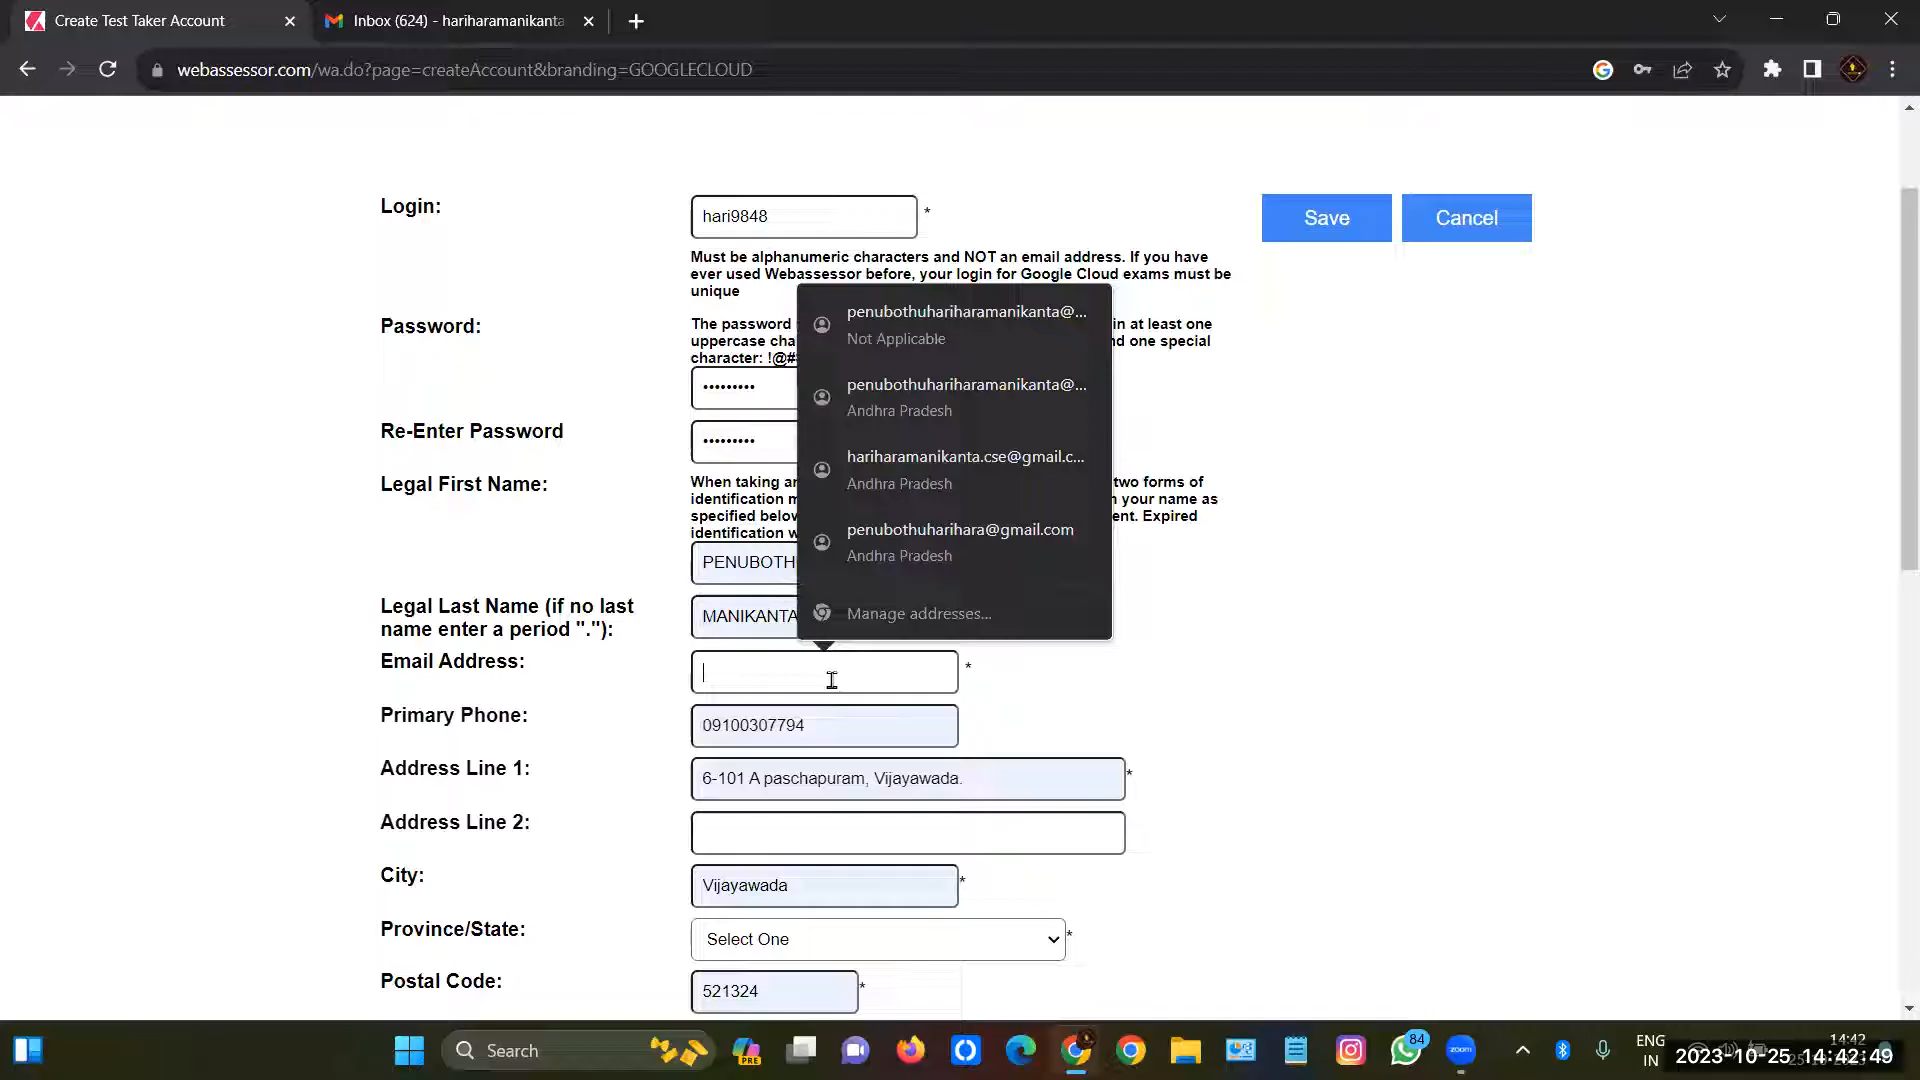 Create Test Taker Account
Inbox (624) - hariharamanikanta
webassessor.com/wa.do?page=createAccount&branding=GOOGLECLOUD
Login:
hari9848
*
Save
Cancel
Must be alphanumeric characters and NOT an email address. If you have
ever used Webassessor before, your login for Google Cloud exams must be
unique
Password:
The password
in at least one
uppercase cha
nd one special
character: !@#
Re-Enter Password
Legal First Name:
When taking an
two forms of
identification m
n your name as
specified below
ent. Expired
identification w
PENUBOTH
Legal Last Name (if no last
name enter a period "."):
MANIKANTA
penubothuhariharamanikanta@...
Not Applicable
penubothuhariharamanikanta@...
Andhra Pradesh
hariharamanikanta.cse@gmail.c...
Andhra Pradesh
penubothuharihara@gmail.com
Andhra Pradesh
Manage addresses...
Email Address:
*
Primary Phone:
09100307794
Address Line 1:
6-101 A paschapuram, Vijayawada.
*
Address Line 2:
City:
Vijayawada
*
Province/State:
Select One
*
Postal Code:
521324
*
Search
PRE
84
zoom
ENG
IN
14:42
2023-10-25 14:42:49